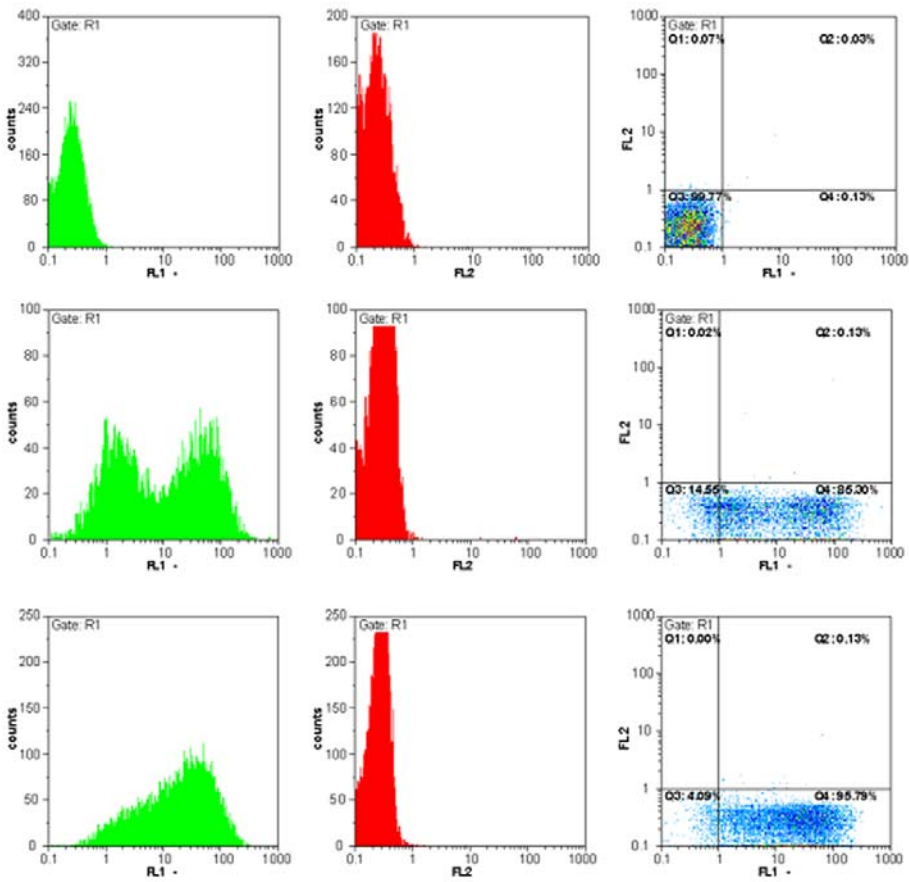 Gate: R1
400
320
240
160
80
0
counts
0.1 1 10 100 1000
FL1 -
Gate: R1
200
160
120
80
40
0
counts
0.1 1 10 100 1000
FL2
Gate: R1
Q1: 0.07% Q2: 0.03%
1000
100
10
1
0.1
FL2
Q3: 99.77% Q4: 0.13%
0.1 1 10 100 1000
FL1 -
Gate: R1
100
80
60
40
20
0
counts
0.1 1 10 100 1000
FL1 -
Gate: R1
100
80
60
40
20
0
counts
0.1 1 10 100 1000
FL2
Gate: R1
Q1: 0.02% Q2: 0.13%
1000
100
10
1
0.1
FL2
Q3: 14.55% Q4: 85.30%
0.1 1 10 100 1000
FL1 -
Gate: R1
250
200
150
100
50
0
counts
0.1 1 10 100 1000
FL1 -
Gate: R1
250
200
150
100
50
0
counts
0.1 1 10 100 1000
FL2
Gate: R1
Q1: 0.00% Q2: 0.13%
1000
100
10
1
0.1
FL2
Q3: 4.09% Q4: 95.79%
0.1 1 10 100 1000
FL1 -